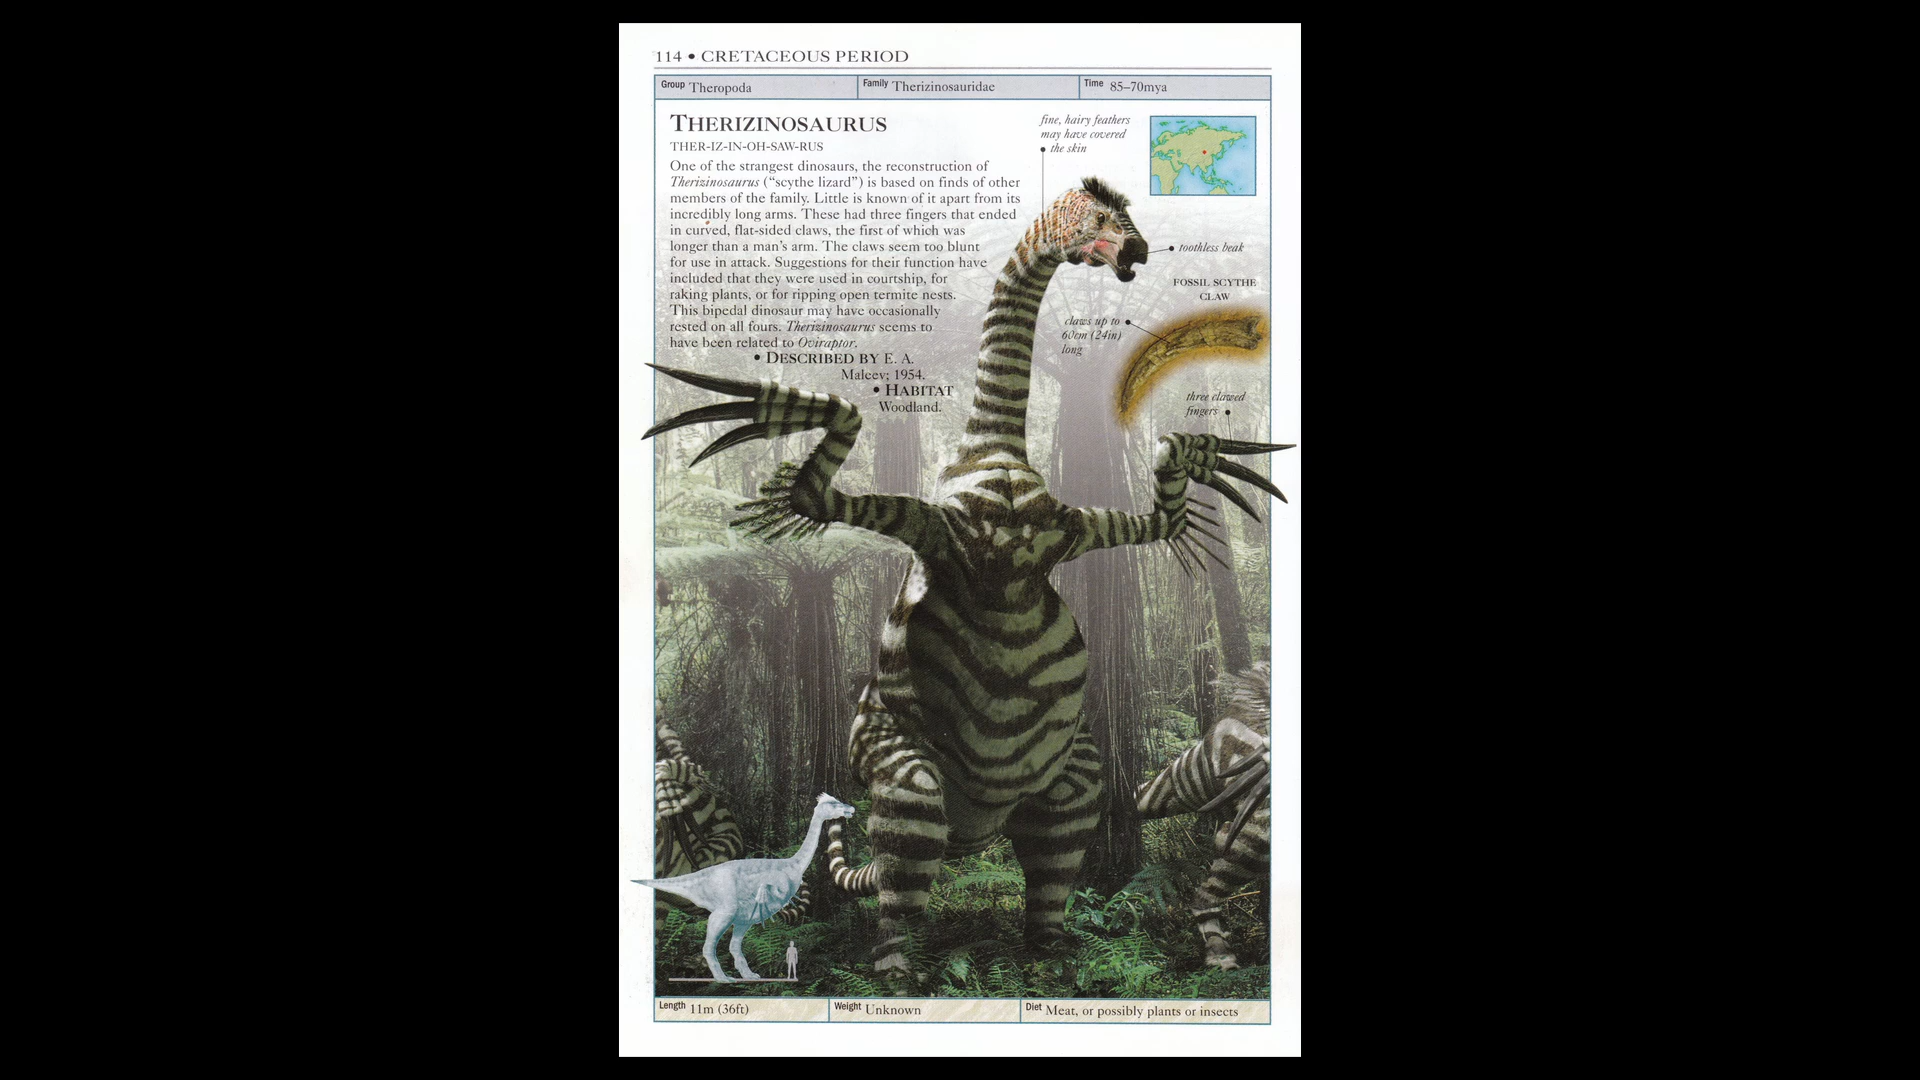 114 • CRETACEOUS PERIOD
Group Theropoda
Family Therizinosauridae
Time 85–70mya
THERIZINOSAURUS
THER-IZ-IN-OH-SAW-RUS
One of the strangest dinosaurs, the reconstruction of
Therizinosaurus (“scythe lizard”) is based on finds of other
members of the family. Little is known of it apart from its
incredibly long arms. These had three fingers that ended
in curved, flat-sided claws, the first of which was
longer than a man’s arm. The claws seem too blunt
for use in attack. Suggestions for their function have
included that they were used in courtship, for
raking plants, or for ripping open termite nests.
This bipedal dinosaur may have occasionally
rested on all fours. Therizinosaurus seems to
have been related to Oviraptor.
• DESCRIBED BY E. A.
Maleev; 1954.
• HABITAT
Woodland.
fine, hairy feathers
may have covered
the skin
toothless beak
FOSSIL SCYTHE
CLAW
claws up to
60cm (24in)
long
three clawed
fingers
Length 11m (36ft)
Weight Unknown
Diet Meat, or possibly plants or insects